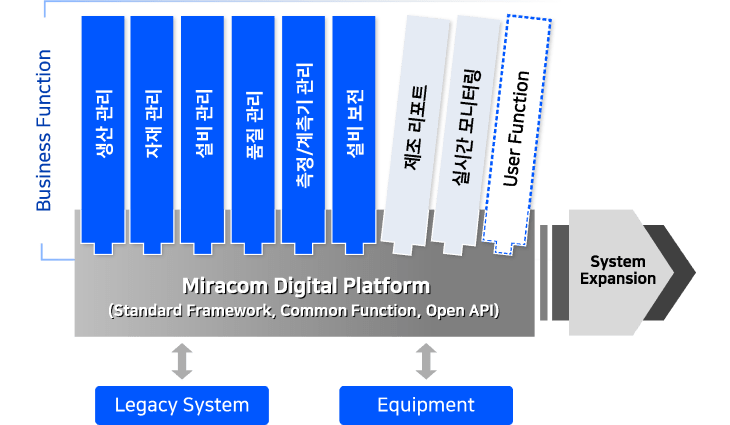 Business Function
생산 관리
자재 관리
설비 관리
품질 관리
측정/계측기 관리
설비 보전
제조 리포트
실시간 모니터링
User Function
Miracom Digital Platform
(Standard Framework, Common Function, Open API)
System
Expansion
Legacy System
Equipment